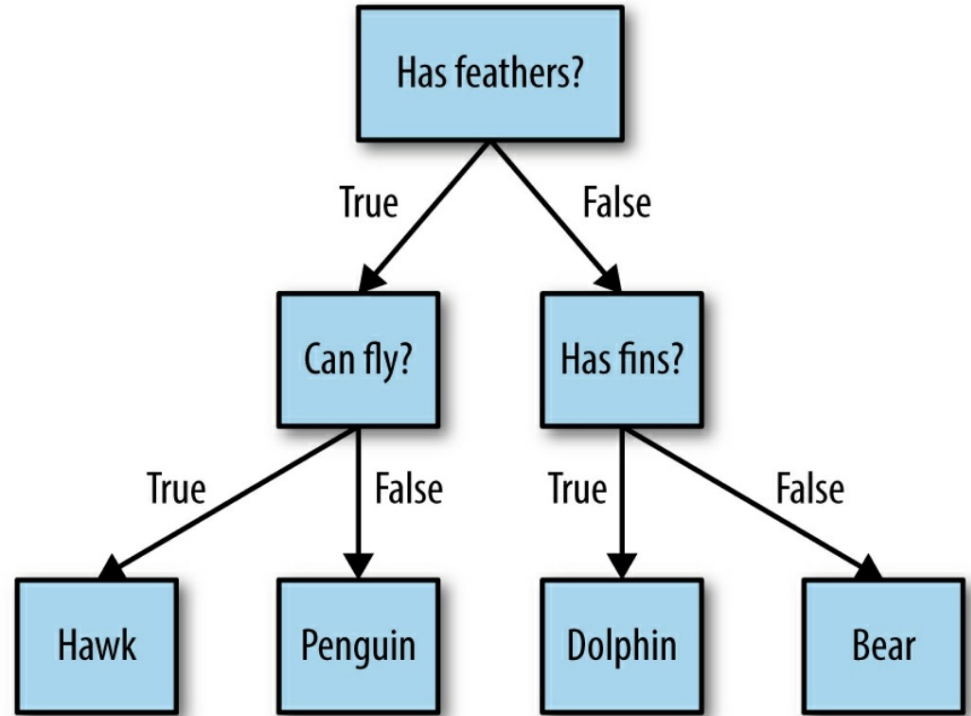 Has feathers?
True
False
Can fly?
Has fins?
True
False
True
False
Hawk
Penguin
Dolphin
Bear